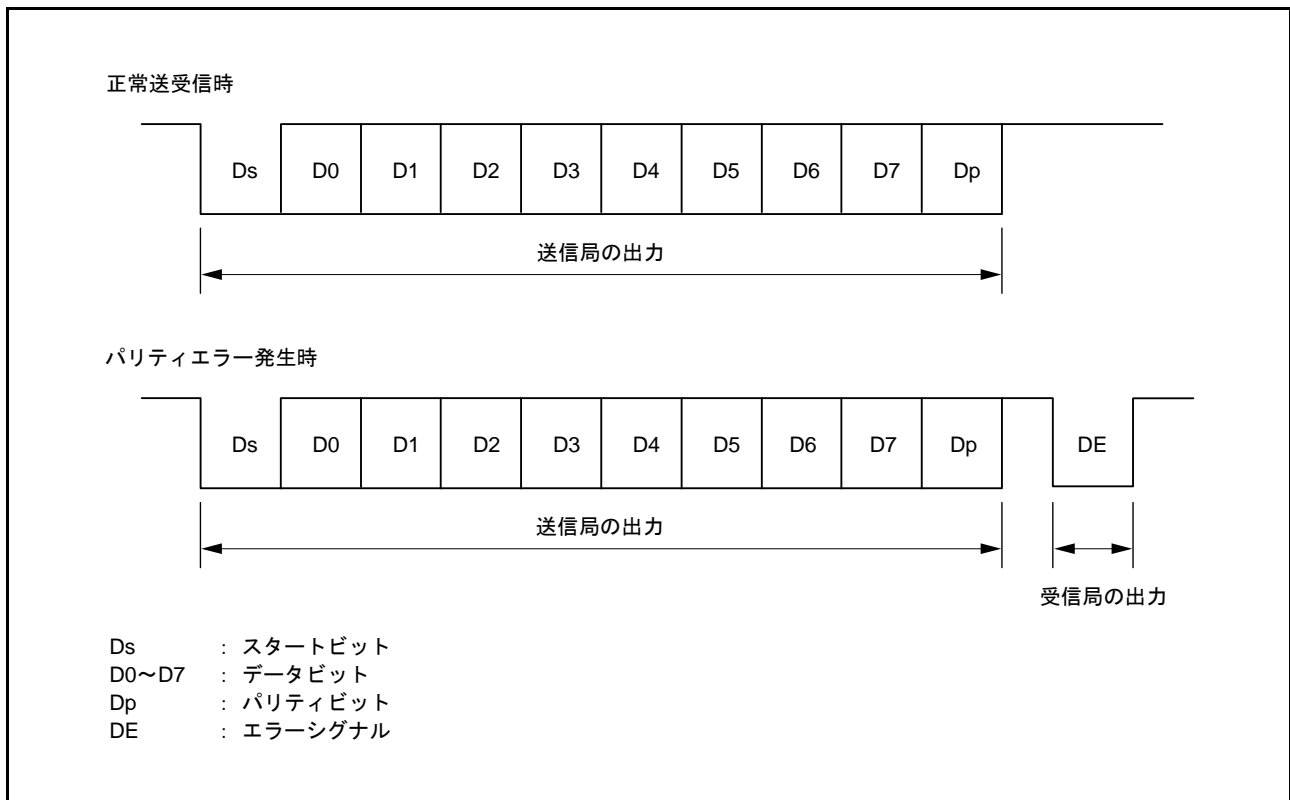 正常送受信時
Ds D0 D1 D2 D3 D4 D5 D6 D7 Dp
送信局の出力
パリティエラー発生時
Ds D0 D1 D2 D3 D4 D5 D6 D7 Dp DE
送信局の出力
受信局の出力
Ds : スタートビット
D0～D7 : データビット
Dp : パリティビット
DE : エラーシグナル